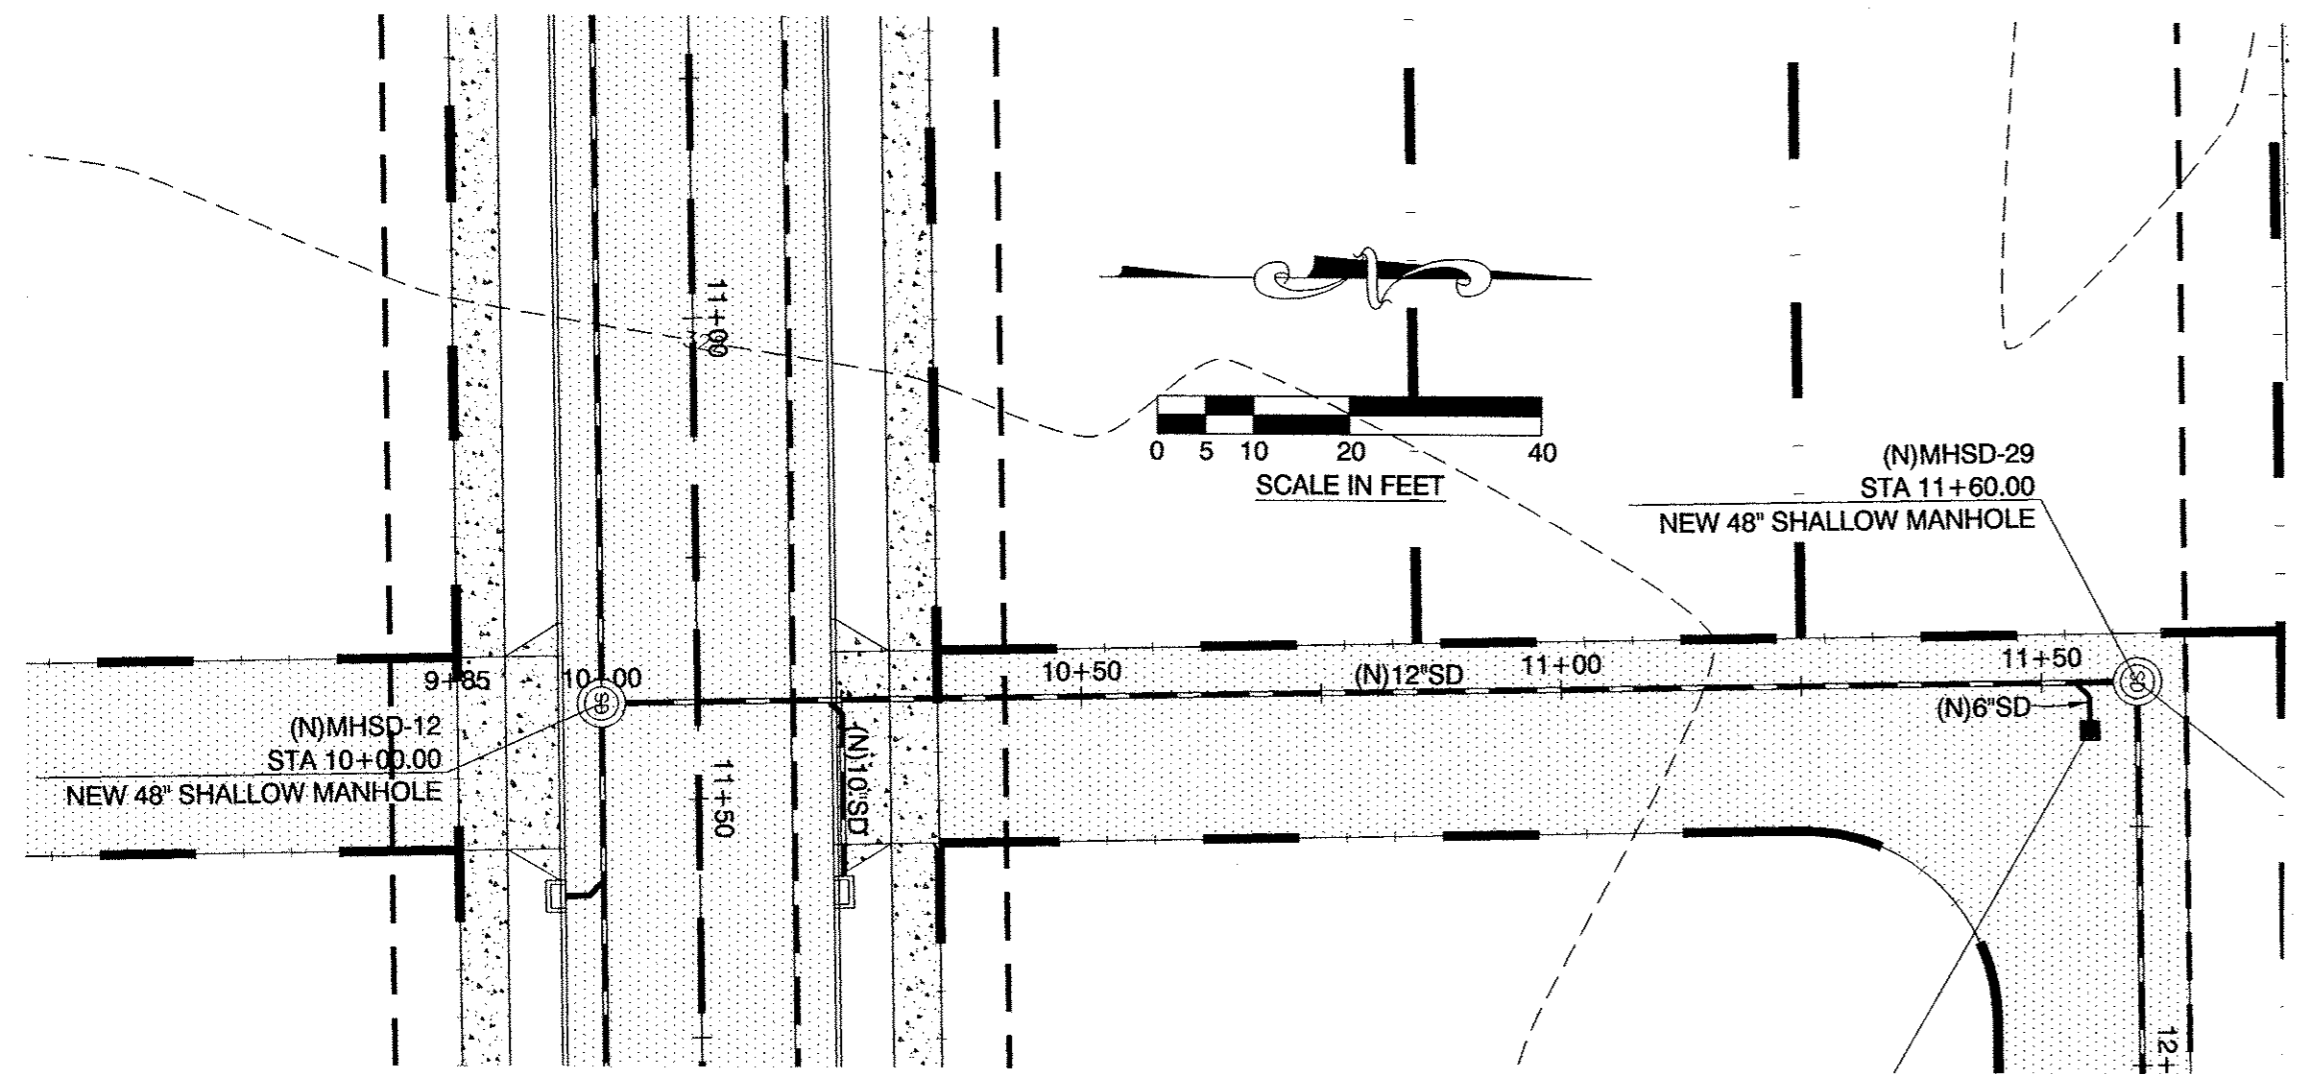 11+00
0 5 10 20 40
SCALE IN FEET
(N)MHSD-29
STA 11+60.00
NEW 48" SHALLOW MANHOLE
9+85
10+00
10+50
(N)12"SD
11+00
11+50
(N)MHSD-12
STA 10+00.00
NEW 48" SHALLOW MANHOLE
SD
SD
(N)6"SD
(N)10"SD
11+50
12+